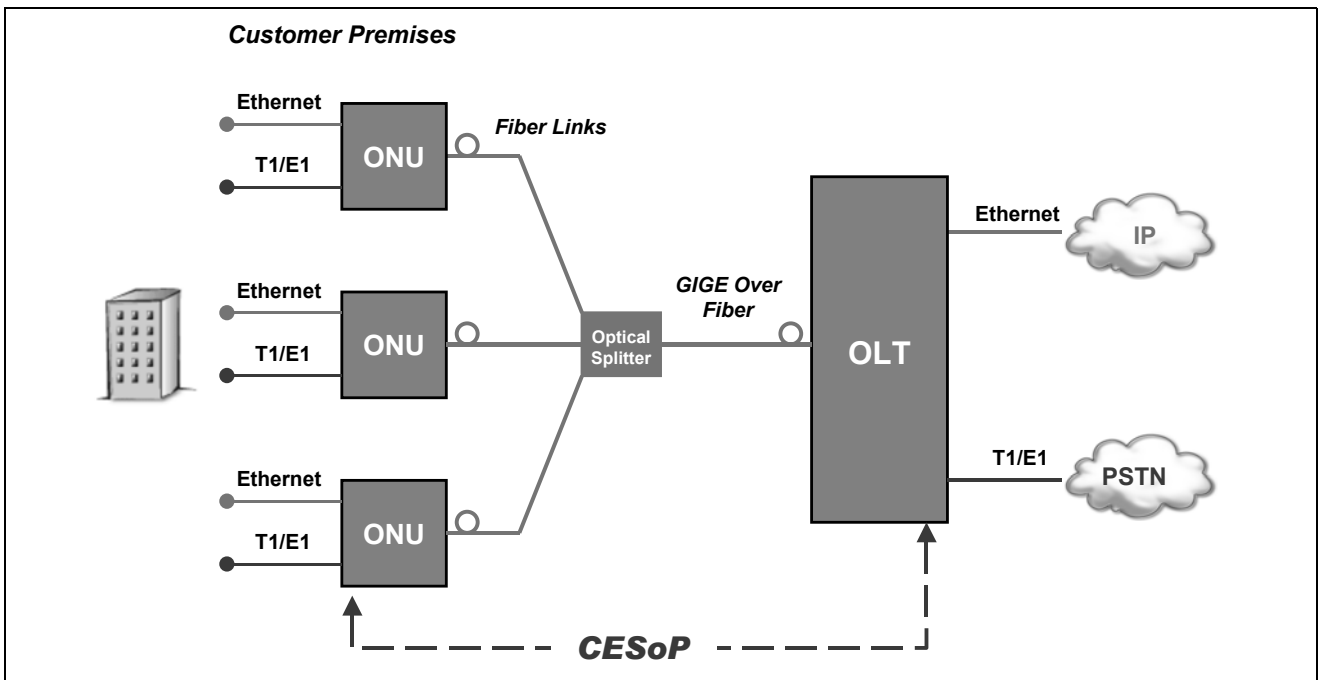 Customer Premises
Ethernet
T1/E1
ONU
Fiber Links
Ethernet
T1/E1
ONU
Ethernet
T1/E1
ONU
Optical
Splitter
GIGE Over
Fiber
OLT
Ethernet
IP
T1/E1
PSTN
CESoP